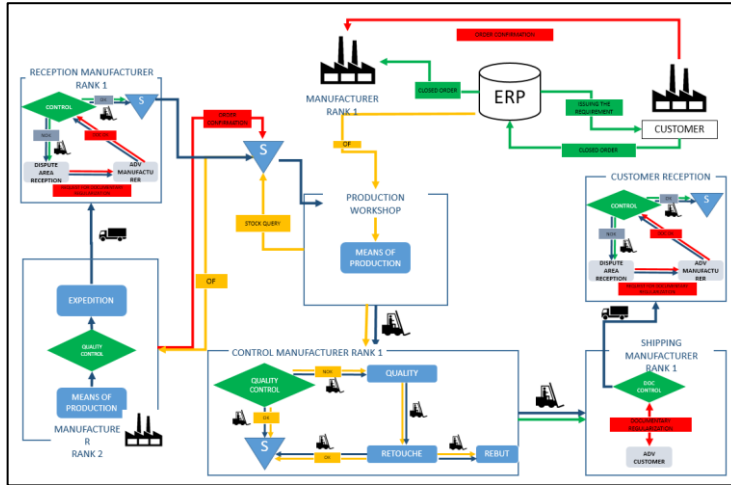 ORDER CONFIRMATION
RECEPTION MANUFACTURER
RANK 1
CONTROL
S
NOK
DISPUTE
AREA
RECEPTION
ADV
MANUFACTU
RER
ORDER
CONFIRMATION
S
MANUFACTURER
RANK 1
CLOSED ORDER
ERP
ISSUING THE
REQUIREMENT
CUSTOMER
CLOSED ORDER
OF
PRODUCTION
WORKSHOP
STOCK QUERY
MEANS OF
PRODUCTION
CUSTOMER RECEPTION
CONTROL
S
NOK
DISPUTE
AREA
RECEPTION
ADV
MANUFACTU
RER
OF
EXPEDITION
QUALITY
CONTROL
MEANS OF
PRODUCTION
MANUFACTURE
R
RANK 2
CONTROL MANUFACTURER RANK 1
QUALITY
CONTROL
NOK
QUALITY
OK
S
OK
RETOUCHE
REBUT
SHIPPING
MANUFACTURER
RANK 1
DOC
CONTROL
DOCUMENTARY
REGULARIZATION
ADV
CUSTOMER